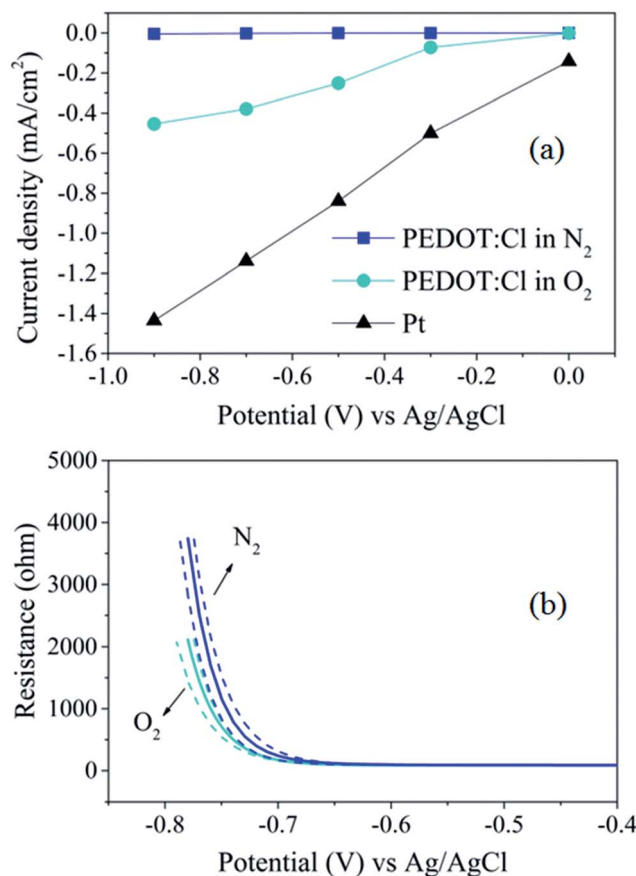 0.0
-0.2
-0.4
-0.6
-0.8
-1.0
-1.2
-1.4
-1.6
Current density (mA/cm²)
(a)
PEDOT:Cl in N₂
PEDOT:Cl in O₂
Pt
-1.0 -0.8 -0.6 -0.4 -0.2 0.0
Potential (V) vs Ag/AgCl
5000
4000
3000
2000
1000
0
Resistance (ohm)
N₂
(b)
O₂
-0.8 -0.7 -0.6 -0.5 -0.4
Potential (V) vs Ag/AgCl